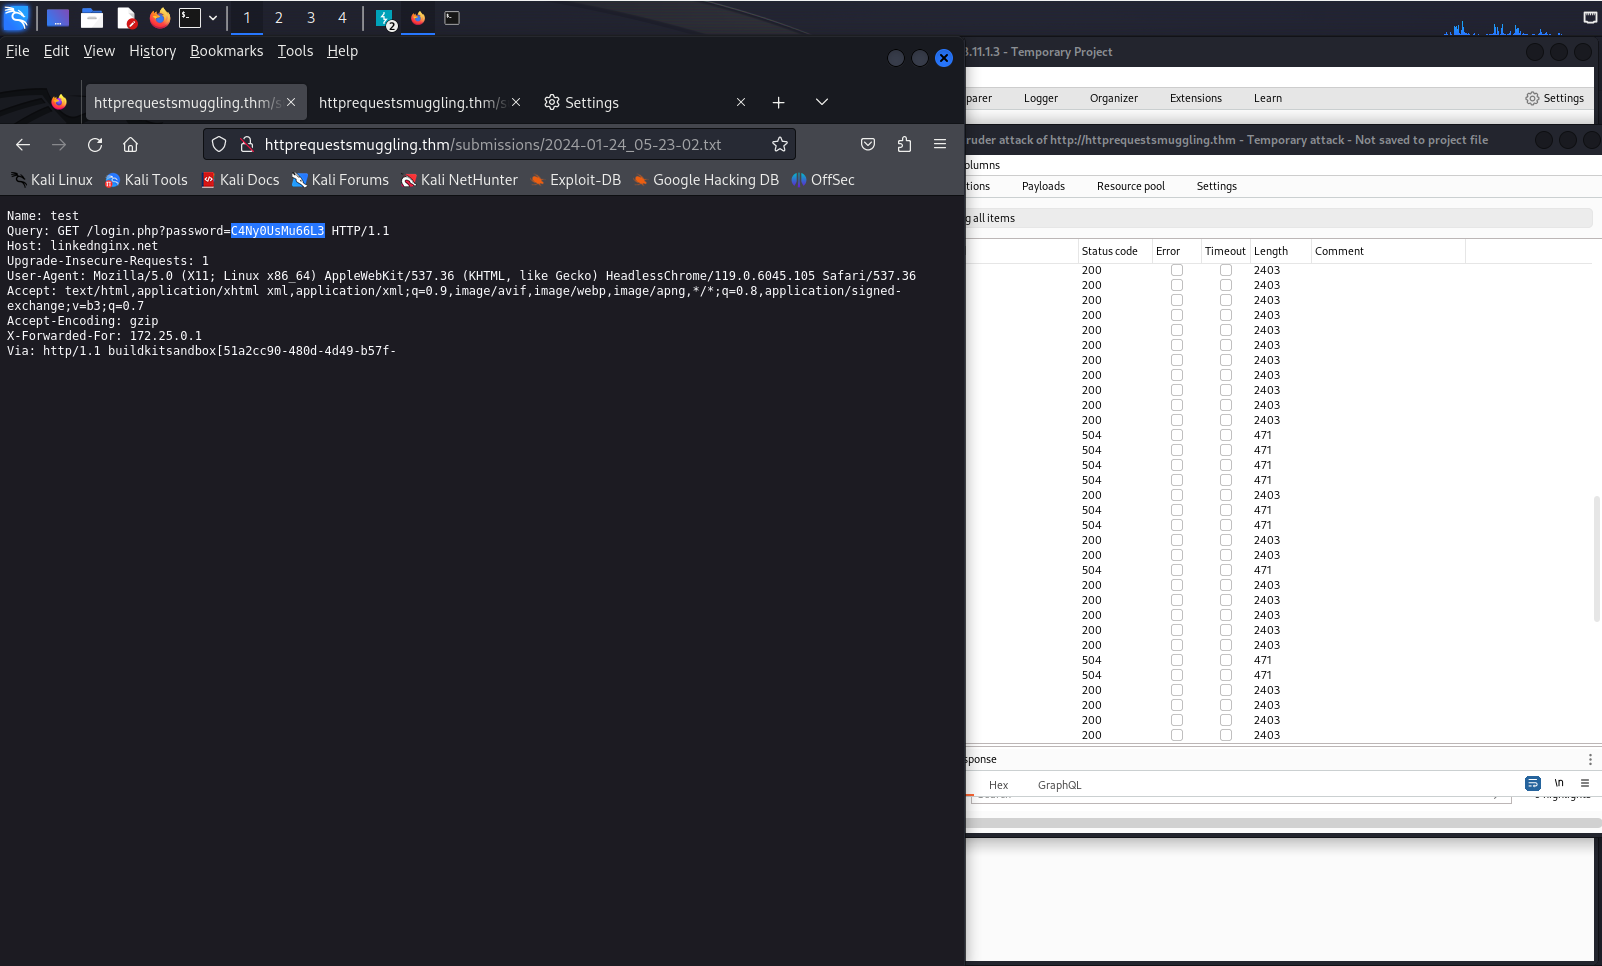 1 2 3 4 2
File Edit View History Bookmarks Tools Help
3.11.1.3 - Temporary Project
httprequestsmuggling.thm/s
httprequestsmuggling.thm/s
Settings
parer Logger Organizer Extensions Learn Settings
httprequestsmuggling.thm/submissions/2024-01-24_05-23-02.txt
ruder attack of http://httprequestsmuggling.thm - Temporary attack - Not saved to project file
olumns
Kali Linux Kali Tools Kali Docs Kali Forums Kali NetHunter Exploit-DB Google Hacking DB OffSec
tions Payloads Resource pool Settings
g all items
Name: test
Query: GET /login.php?password=C4Ny0UsMu66L3 HTTP/1.1
Host: linkednginx.net
Upgrade-Insecure-Requests: 1
User-Agent: Mozilla/5.0 (X11; Linux x86_64) AppleWebKit/537.36 (KHTML, like Gecko) HeadlessChrome/119.0.6045.105 Safari/537.36
Accept: text/html,application/xhtml xml,application/xml;q=0.9,image/avif,image/webp,image/apng,*/*;q=0.8,application/signed-
exchange;v=b3;q=0.7
Accept-Encoding: gzip
X-Forwarded-For: 172.25.0.1
Via: http/1.1 buildkitsandbox[51a2cc90-480d-4d49-b57f-
Status code Error Timeout Length Comment
200 2403
200 2403
200 2403
200 2403
200 2403
200 2403
200 2403
200 2403
200 2403
200 2403
200 2403
504 471
504 471
504 471
504 471
200 2403
504 471
504 471
200 2403
200 2403
504 471
200 2403
200 2403
200 2403
200 2403
200 2403
504 471
504 471
200 2403
200 2403
200 2403
200 2403
sponse
Hex GraphQL \n